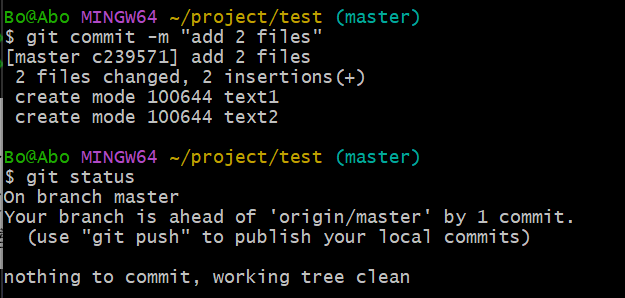 Bo@Abo MINGW64 ~/project/test (master)
$ git commit -m "add 2 files"
[master c239571] add 2 files
 2 files changed, 2 insertions(+)
 create mode 100644 text1
 create mode 100644 text2

Bo@Abo MINGW64 ~/project/test (master)
$ git status
On branch master
Your branch is ahead of 'origin/master' by 1 commit.
  (use "git push" to publish your local commits)

nothing to commit, working tree clean